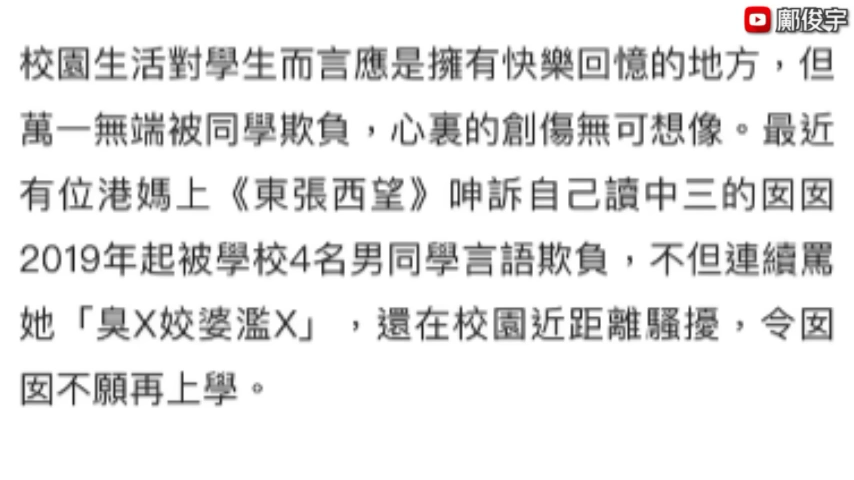 鄺俊宇
校園生活對學生而言應是擁有快樂回憶的地方，但
萬一無端被同學欺負，心裏的創傷無可想像。最近
有位港媽上《東張西望》呻訴自己讀中三的囡囡
2019年起被學校4名男同學言語欺負，不但連續罵
她「臭X姣婆濫X」，還在校園近距離騷擾，令囡
囡不願再上學。